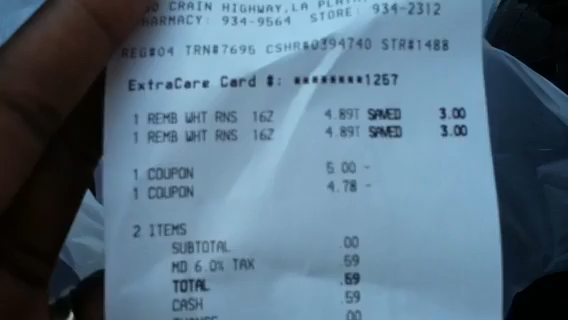 CRAIN HIGHWAY, LA
PHARMACY: 934-9564 STORE: 934-2312
REG#04 TRN#7695 CSHR#0394740 STR#1488
ExtraCare Card #: ********1257
1 REMB WHT RNS 16Z 4.89T SAVED 3.00
1 REMB WHT RNS 16Z 4.89T SAVED 3.00
1 COUPON 5.00 -
1 COUPON 4.78 -
2 ITEMS
SUBTOTAL .00
MD 6.0% TAX .59
TOTAL .59
CASH .59
CHANGE .00